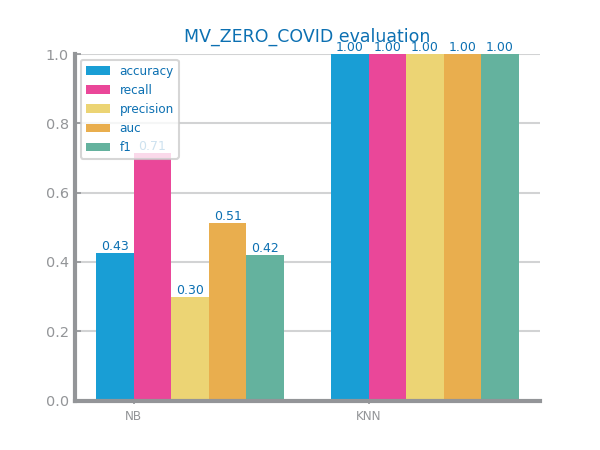 MV_ZERO_COVID evaluation
1.00 1.00 1.00 1.00 1.00
1.0
accuracy
recall
precision
auc
f1
0.71
0.8
0.6
0.51
0.43
0.42
0.4
0.30
0.2
0.0
NB
KNN